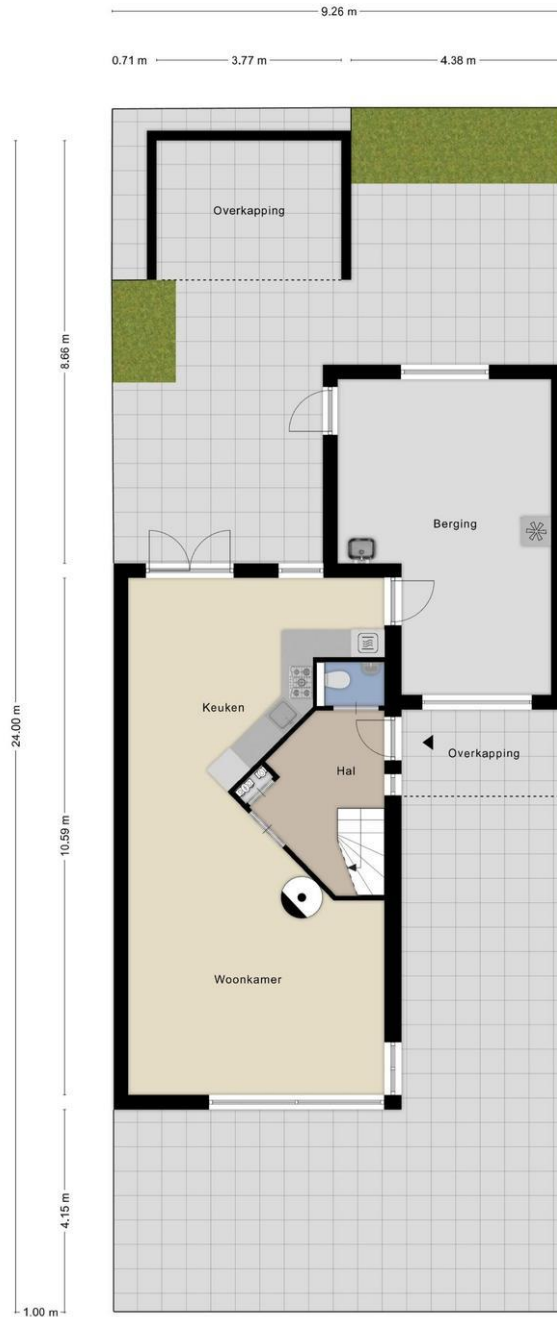 9.26 m
0.71 m 3.77 m 4.38 m
Overkapping
8.66 m
Berging
Keuken
24.00 m
Overkapping
Hal
10.59 m
Woonkamer
4.15 m
1.00 m